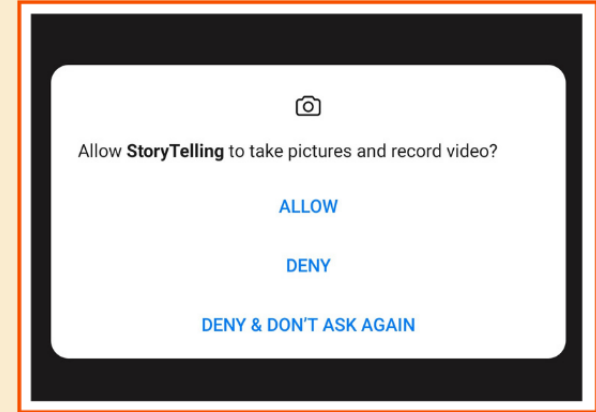 Allow StoryTelling to take pictures and record video?
ALLOW
DENY
DENY & DON'T ASK AGAIN